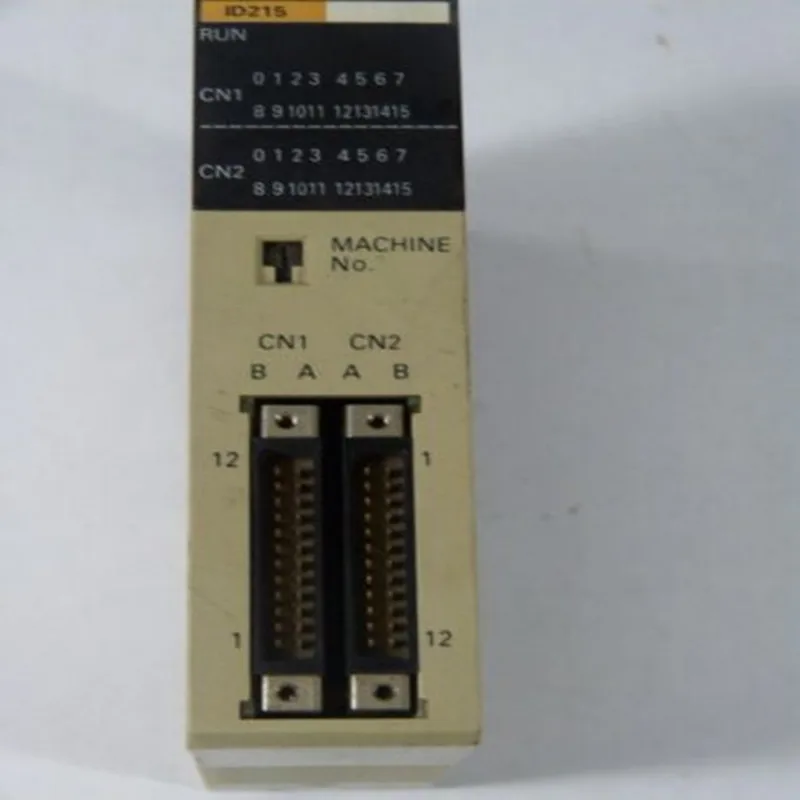 ID215
RUN
0 1 2 3 4 5 6 7
CN1
8 9 10 11 12 13 14 15
0 1 2 3 4 5 6 7
CN2
8 9 10 11 12 13 14 15
MACHINE
No.
CN1 CN2
B A A B
12 1
1 12